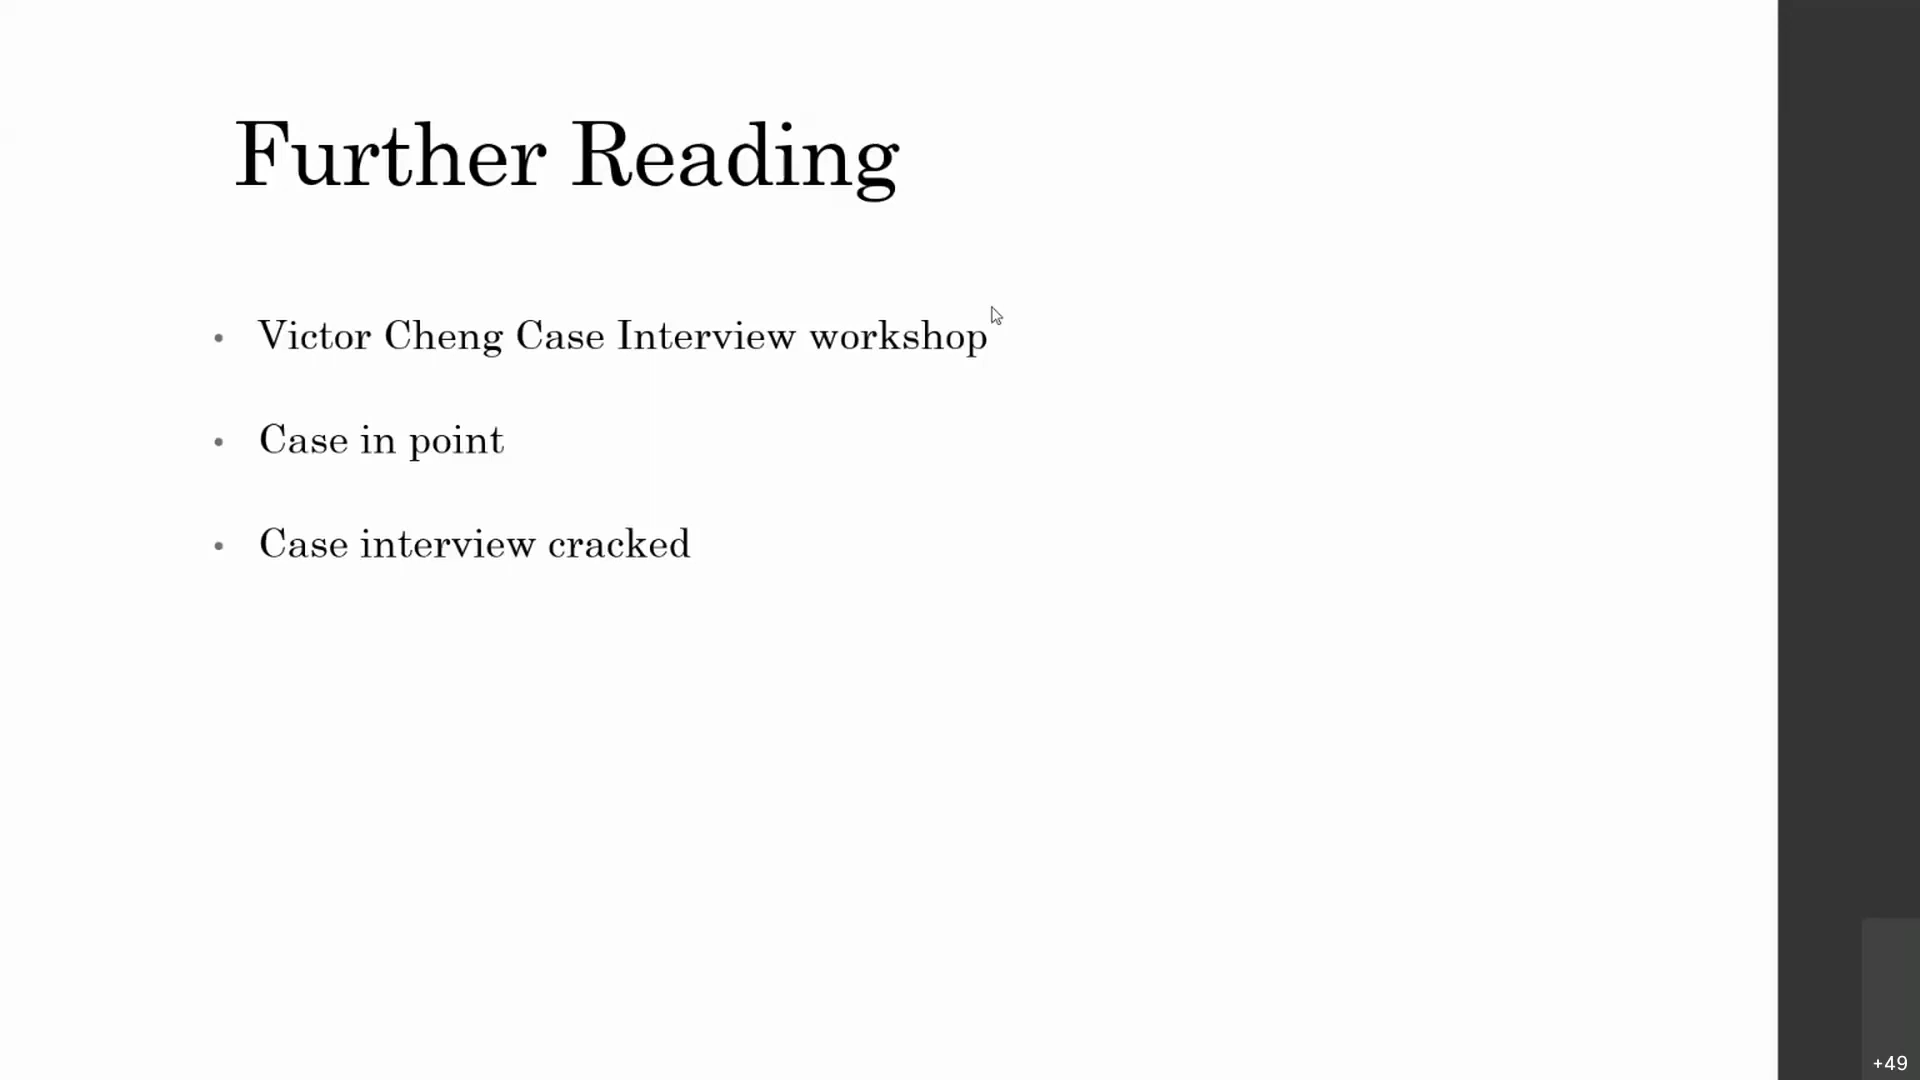 Further Reading
• Victor Cheng Case Interview workshop
• Case in point
• Case interview cracked
+49